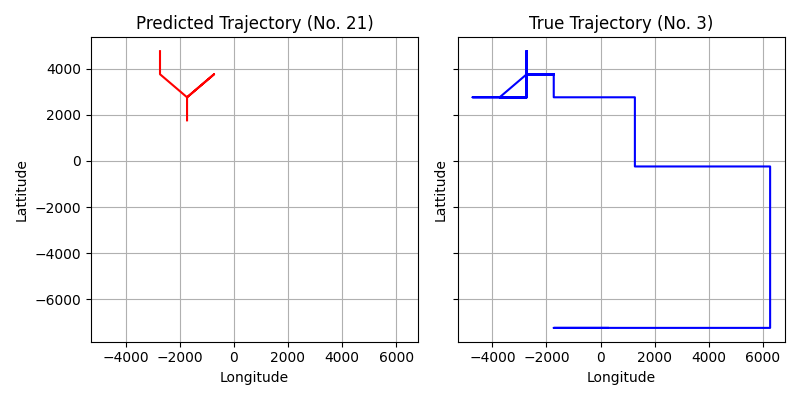 Predicted Trajectory (No. 21)
True Trajectory (No. 3)
Lattitude
4000
2000
0
−2000
−4000
−6000
−4000 −2000 0 2000 4000 6000
Longitude
Lattitude
−4000 −2000 0 2000 4000 6000
Longitude